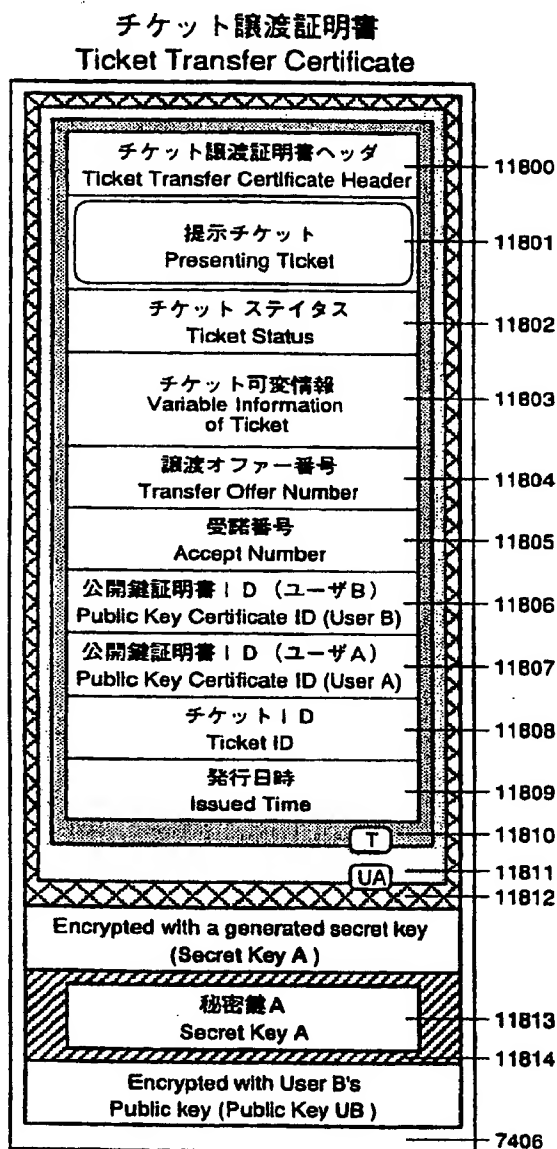 チケット譲渡証明書
Ticket Transfer Certificate
チケット譲渡証明書ヘッダ
Ticket Transfer Certificate Header
11800
提示チケット
Presenting Ticket
11801
チケット ステイタス
Ticket Status
11802
チケット可変情報
Variable Information
of Ticket
11803
譲渡オファー番号
Transfer Offer Number
11804
受諾番号
Accept Number
11805
公開鍵証明書ID（ユーザB）
Public Key Certificate ID (User B)
11806
公開鍵証明書ID（ユーザA）
Public Key Certificate ID (User A)
11807
チケットID
Ticket ID
11808
発行日時
Issued Time
11809
T
11810
UA
11811
11812
Encrypted with a generated secret key
(Secret Key A )
秘密鍵A
Secret Key A
11813
11814
Encrypted with User B's
Public key (Public Key UB )
7406